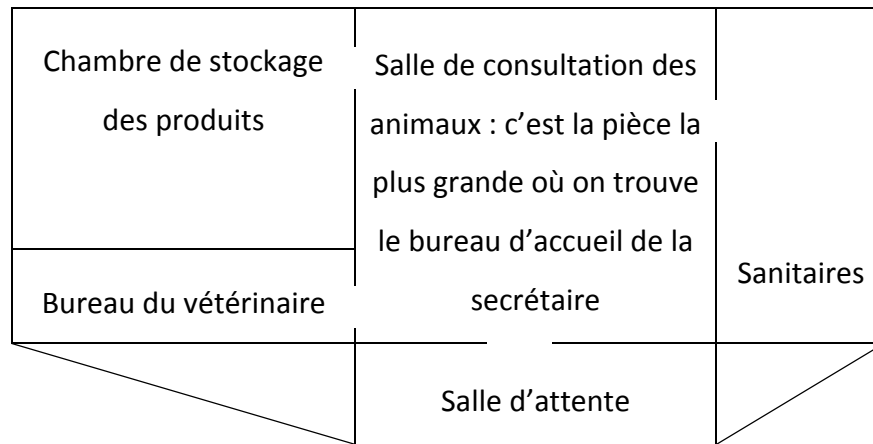 Chambre de stockage
des produits
Salle de consultation des
animaux : c’est la pièce la
plus grande où on trouve
le bureau d’accueil de la
secrétaire
Bureau du vétérinaire
Sanitaires
Salle d’attente